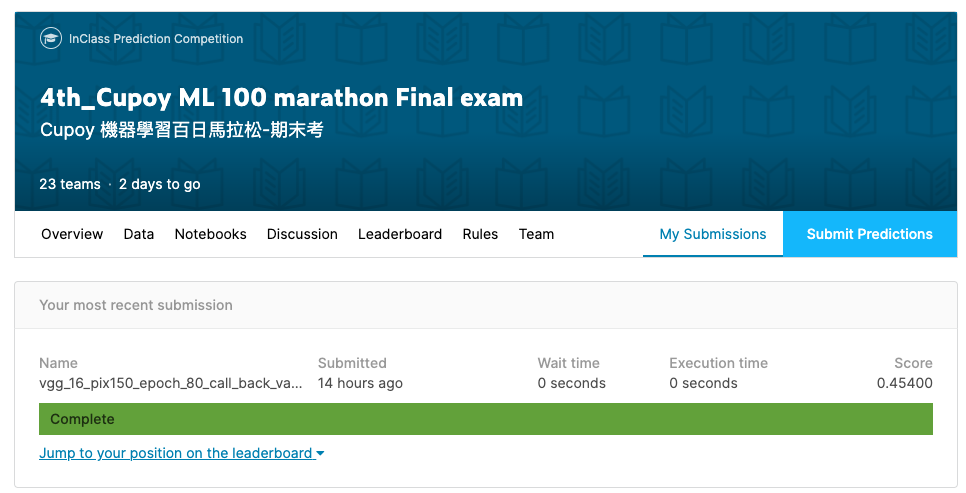 InClass Prediction Competition
4th_Cupoy ML 100 marathon Final exam
Cupoy 機器學習百日馬拉松-期末考
23 teams · 2 days to go
Overview Data Notebooks Discussion Leaderboard Rules Team My Submissions Submit Predictions
Your most recent submission
Name Submitted Wait time Execution time Score
vgg_16_pix150_epoch_80_call_back_va... 14 hours ago 0 seconds 0 seconds 0.45400
Complete
Jump to your position on the leaderboard